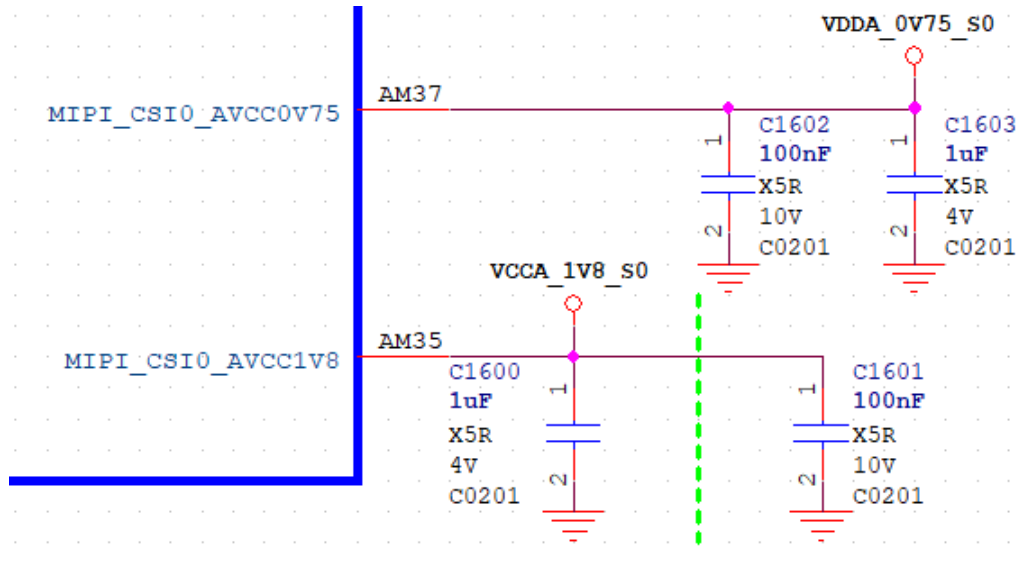 VDDA_0V75_S0
MIPI_CSI0_AVCC0V75
AM37
1
C1602
100nF
X5R
10V
C0201
2
1
C1603
1uF
X5R
4V
C0201
2
VCCA_1V8_S0
MIPI_CSI0_AVCC1V8
AM35
C1600
1uF
X5R
4V
C0201
1
2
1
C1601
100nF
X5R
10V
C0201
2